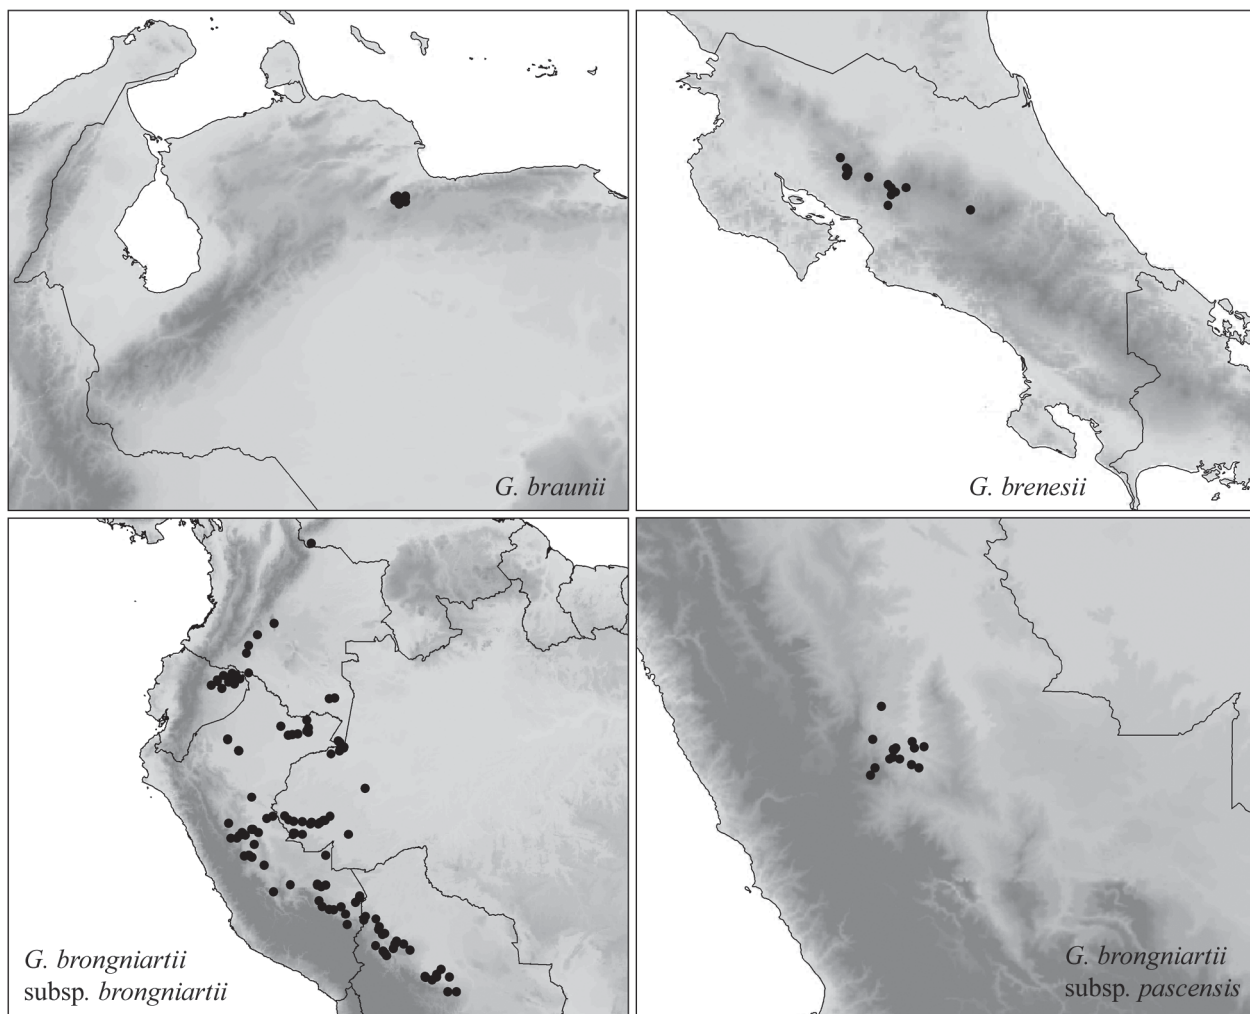 G. braunii
G. brenesii
G. brongniartii
subsp. brongniartii
G. brongniartii
subsp. pascensis